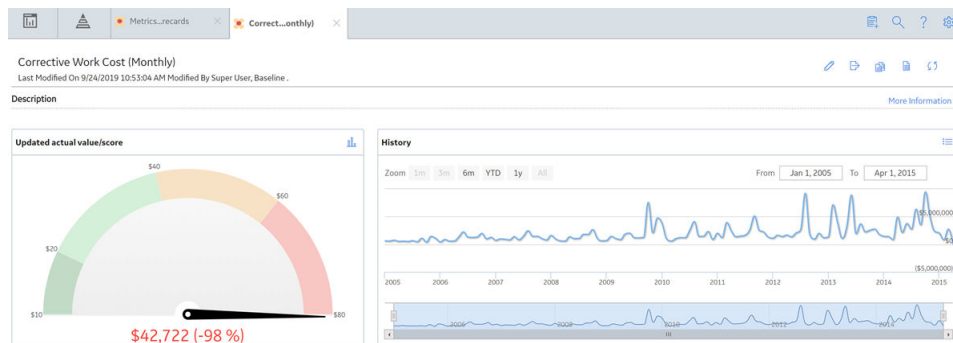 Metrics...recards
Correct...onthly)
Corrective Work Cost (Monthly)
Last Modified On 9/24/2019 10:53:04 AM Modified By Super User, Baseline .
Description
More Information
Updated actual value/score
$10
$20
$40
$60
$80
$42,722 (-98 %)
History
Zoom 1m 3m 6m YTD 1y All
From Jan 1, 2005 To Apr 1, 2015
$5,000,000
$0
($5,000,000)
2005 2006 2007 2008 2009 2010 2011 2012 2013 2014 2015
2006 2008 2010 2012 2014